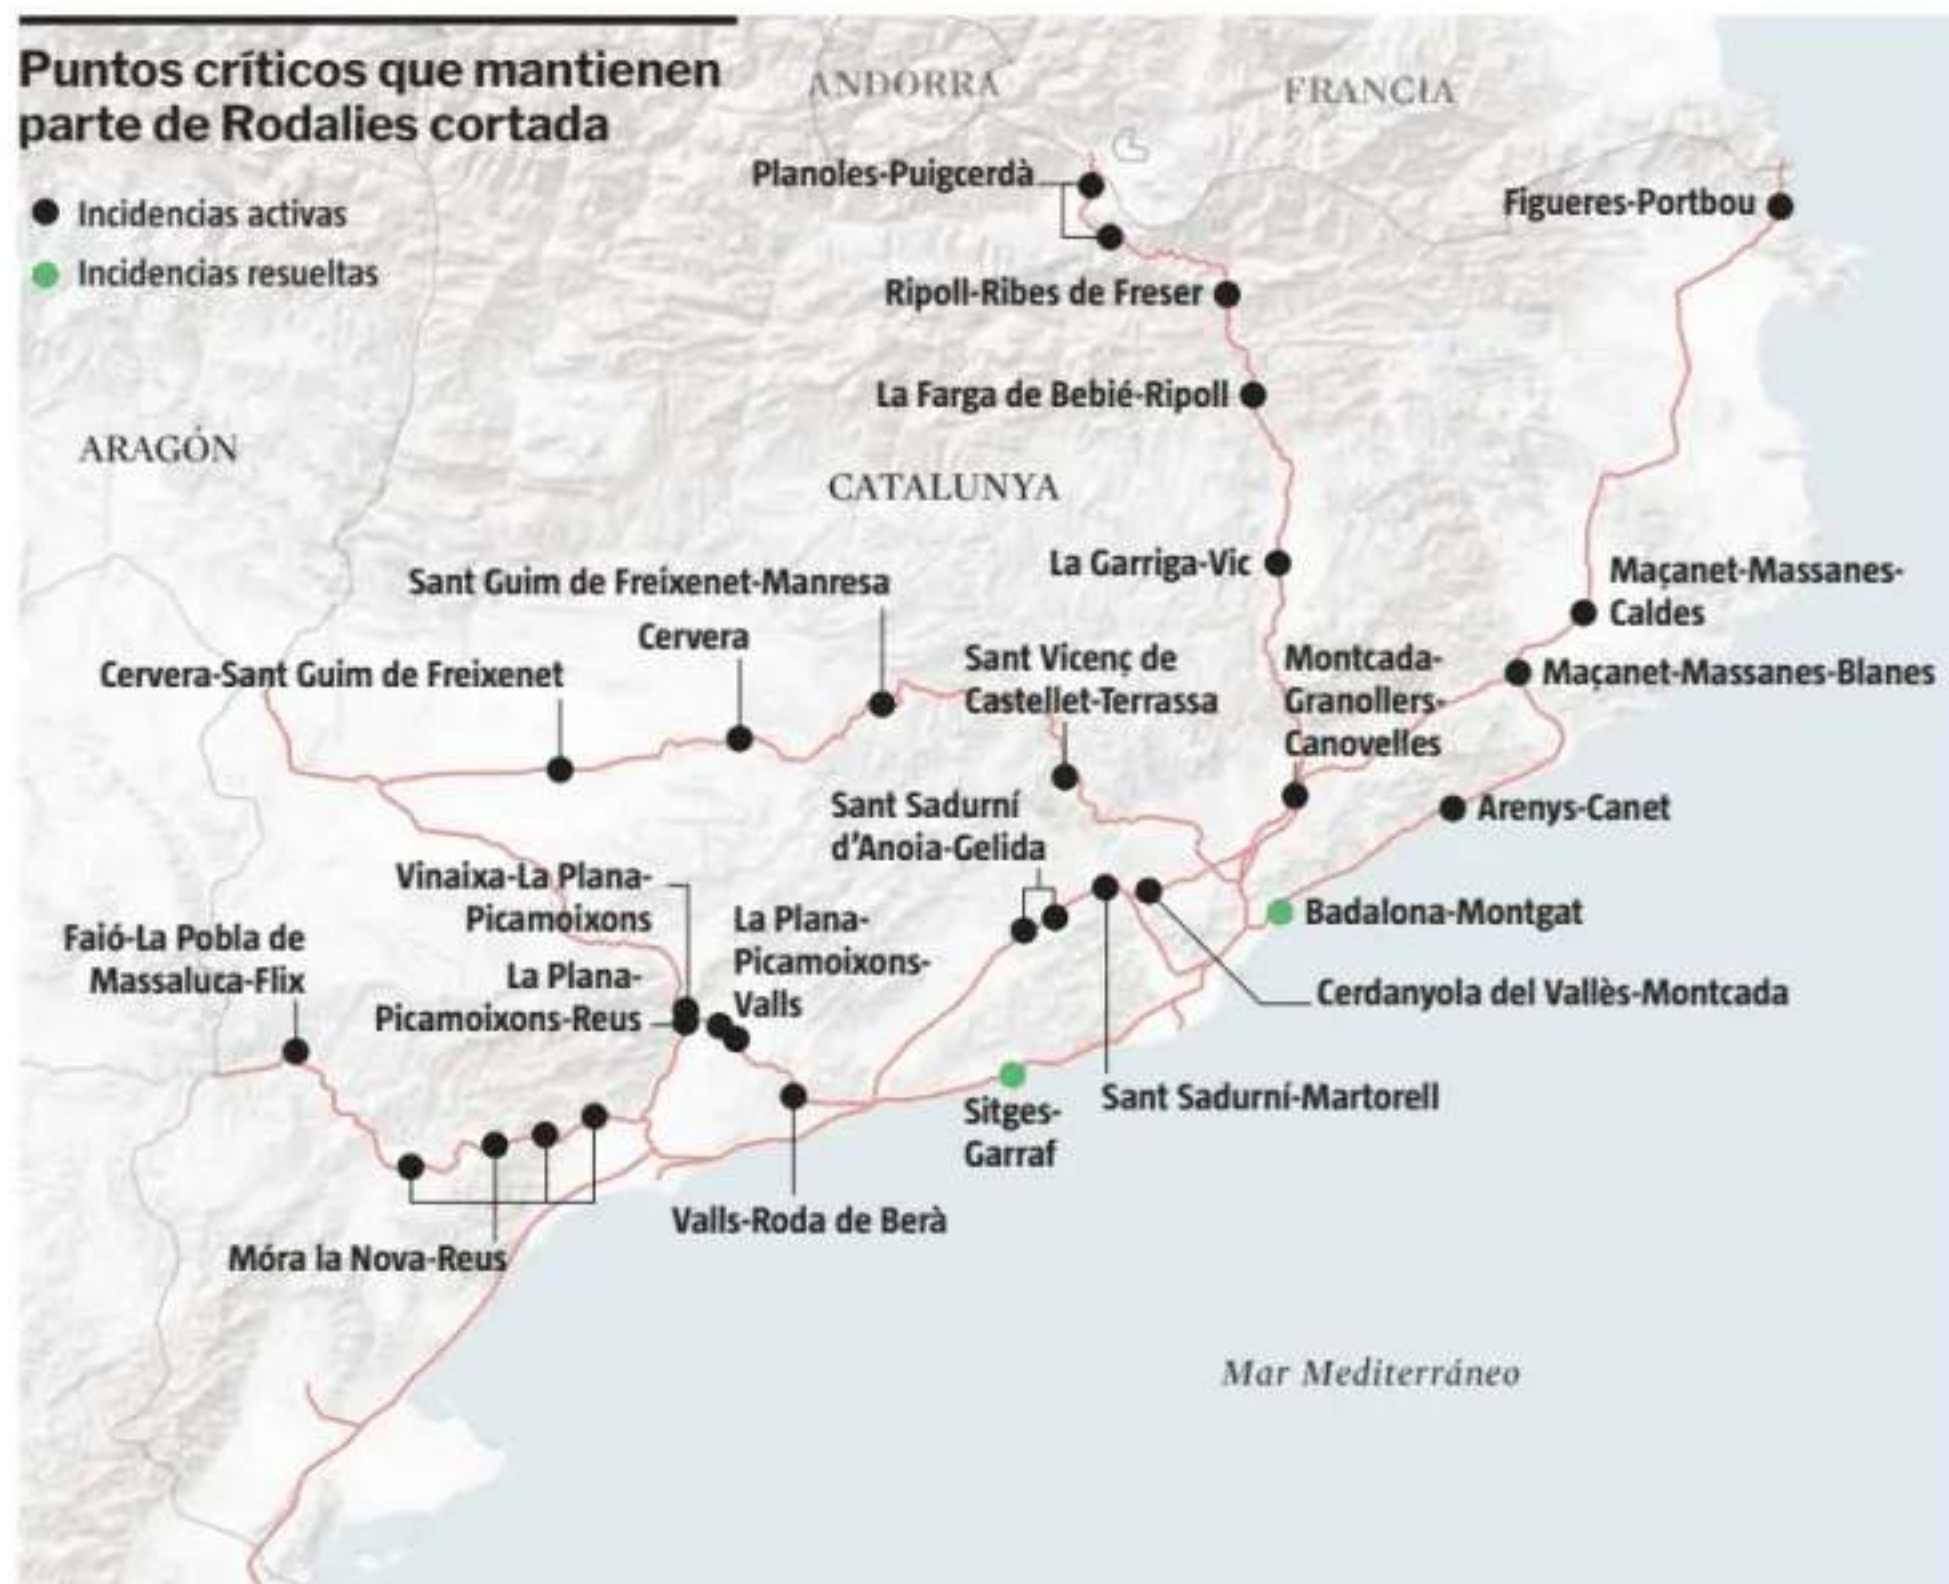 Puntos críticos que mantienen
parte de Rodalies cortada
Incidencias activas
Incidencias resueltas
ANDORRA
FRANCIA
Planoles-Puigcerdà
Figueres-Portbou
Ripoll-Ribes de Freser
La Farga de Bebié-Ripoll
ARAGÓN
CATALUNYA
La Garriga-Vic
Maçanet-Massanes-
Caldes
Sant Guim de Freixenet-Manresa
Cervera
Cervera-Sant Guim de Freixenet
Sant Vicenç de
Castellet-Terrassa
Montcada-
Granollers-
Canovelles
Maçanet-Massanes-Blanes
Sant Sadurní
d'Anoia-Gelida
Arenys-Canet
Vinaixa-La Plana-
Picamoixons
La Plana-
Picamoixons-
Valls
Badalona-Montgat
Faió-La Pobla de
Massaluca-Flix
La Plana-
Picamoixons-Reus
Cerdanyola del Vallès-Montcada
Sitges-
Garraf
Sant Sadurní-Martorell
Valls-Roda de Berà
Móra la Nova-Reus
Mar Mediterráneo